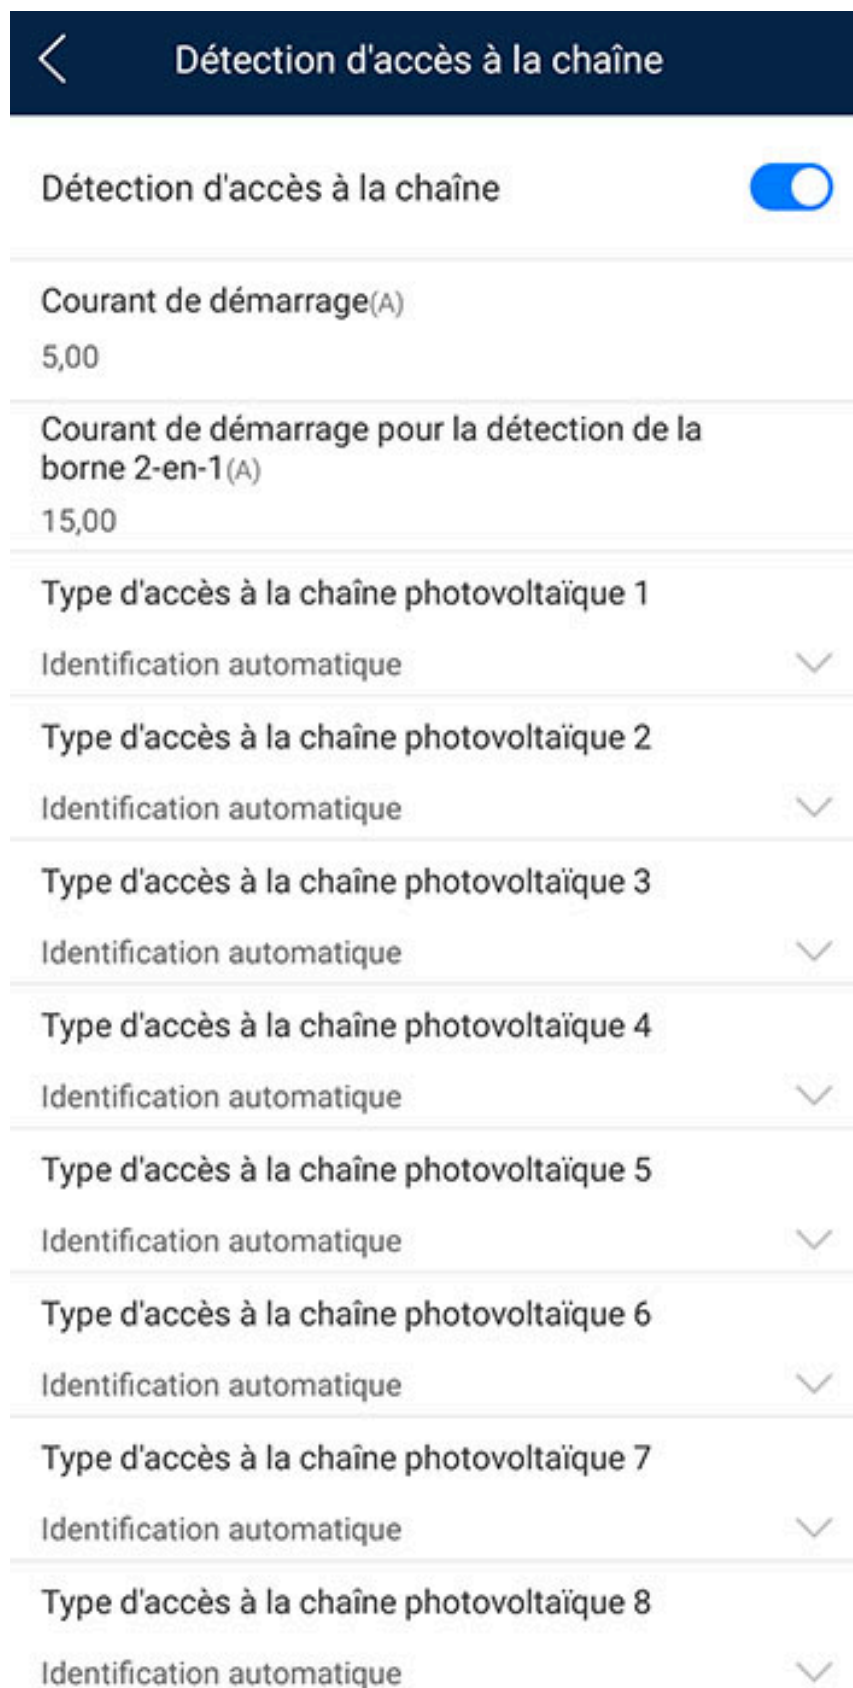 Détection d'accès à la chaîne
Détection d'accès à la chaîne
Courant de démarrage(A)
5,00
Courant de démarrage pour la détection de la
borne 2-en-1(A)
15,00
Type d'accès à la chaîne photovoltaïque 1
Identification automatique
Type d'accès à la chaîne photovoltaïque 2
Identification automatique
Type d'accès à la chaîne photovoltaïque 3
Identification automatique
Type d'accès à la chaîne photovoltaïque 4
Identification automatique
Type d'accès à la chaîne photovoltaïque 5
Identification automatique
Type d'accès à la chaîne photovoltaïque 6
Identification automatique
Type d'accès à la chaîne photovoltaïque 7
Identification automatique
Type d'accès à la chaîne photovoltaïque 8
Identification automatique